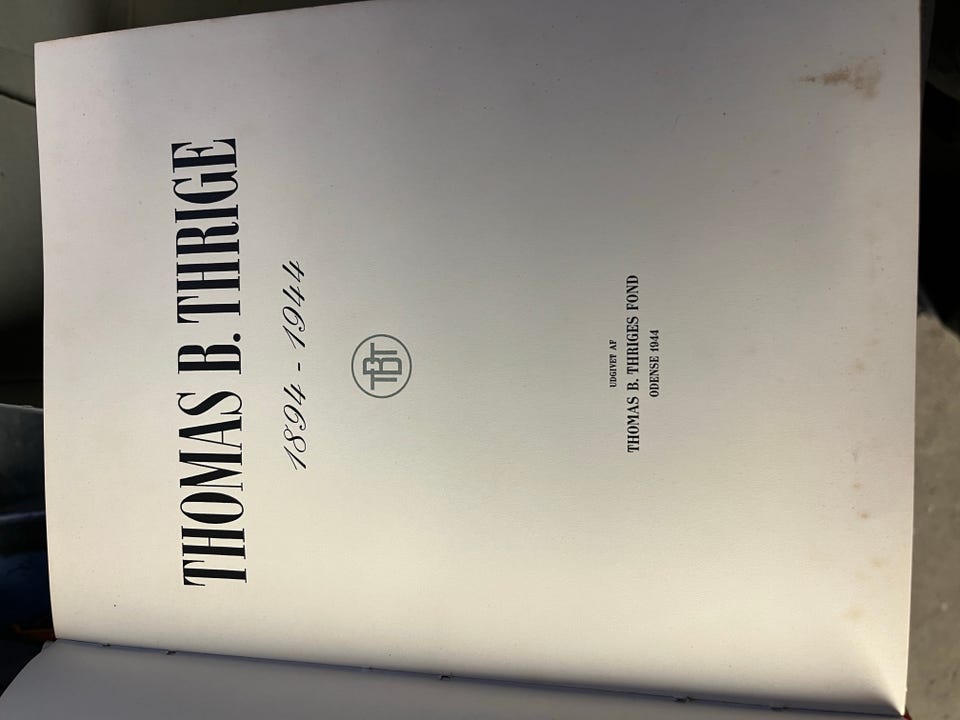 THOMAS B. THRIGE
1894 - 1944
TBT
UDGIVET AF
THOMAS B. THRIGES FOND
ODENSE 1944